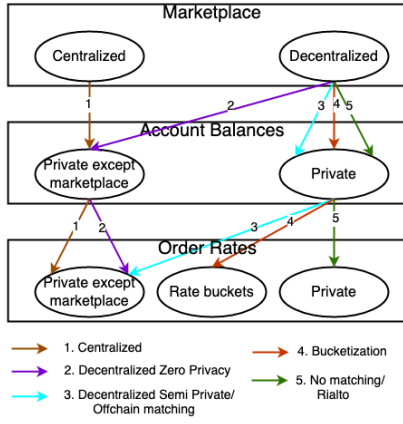 Marketplace
Centralized
Decentralized
1
2
3
4
5
Account Balances
Private except
marketplace
Private
1
2
3
4
5
Order Rates
Private except
marketplace
Rate buckets
Private
1. Centralized
2. Decentralized Zero Privacy
3. Decentralized Semi Private/
Offchain matching
4. Bucketization
5. No matching/
Rialto